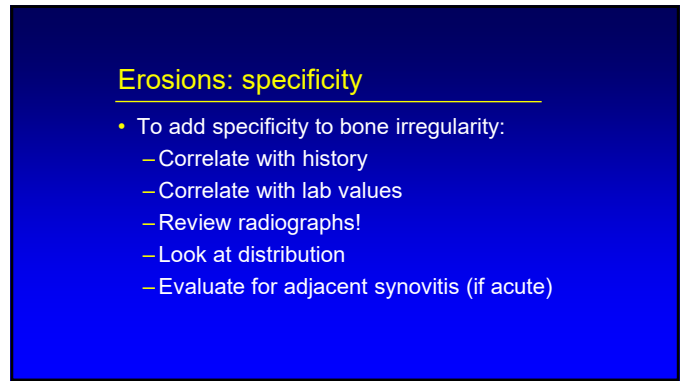 Erosions: specificity
• To add specificity to bone irregularity:
–Correlate with history
–Correlate with lab values
–Review radiographs!
–Look at distribution
–Evaluate for adjacent synovitis (if acute)